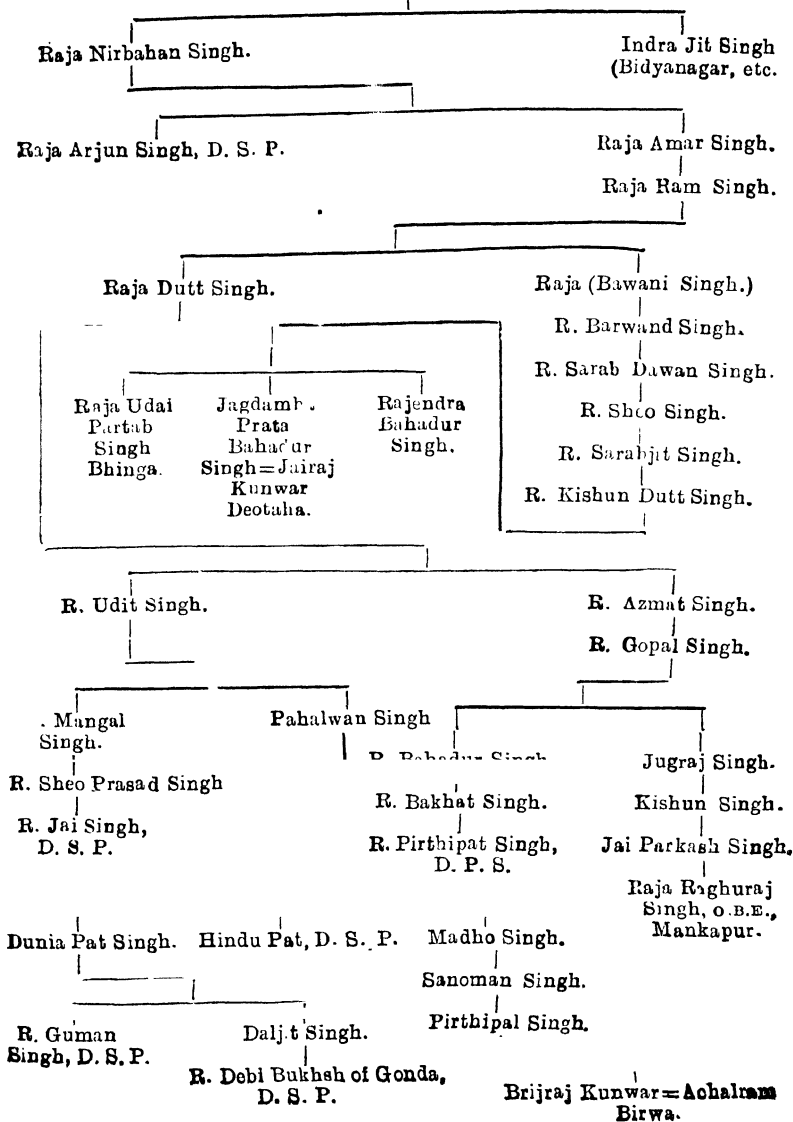 Raja Nirbahan Singh.
Indra Jit Singh
(Bidyanagar, etc.
Raja Arjun Singh, D. S. P.
Raja Amar Singh.
Raja Ram Singh.
Raja Dutt Singh.
Raja (Bawani Singh.)
R. Barwand Singh.
R. Sarab Dawan Singh.
R. Sheo Singh.
R. Sarabjit Singh.
R. Kishun Dutt Singh.
Raja Udai
Partab
Singh
Bhinga.
Jagdamb
Prata
Bahadur
Singh=Jairaj
Kunwar
Deotaha.
Rajendra
Bahadur
Singh.
R. Udit Singh.
R. Azmat Singh.
R. Gopal Singh.
. Mangal
Singh.
R. Sheo Prasad Singh
R. Jai Singh,
D. S. P.
Pahalwan Singh
R. Bahadur Singh
R. Bakhat Singh.
R. Pirthipat Singh,
D. P. S.
Jugraj Singh.
Kishun Singh.
Jai Parkash Singh.
Raja Raghuraj
Singh, O.B.E.,
Mankapur.
Dunia Pat Singh.
Hindu Pat, D. S. P.
Madho Singh.
Sanoman Singh.
Pirthipal Singh.
R. Guman
Singh, D. S. P.
Daljit Singh.
R. Debi Bukhsh of Gonda,
D. S. P.
Brijraj Kunwar=Achalram
Birwa.